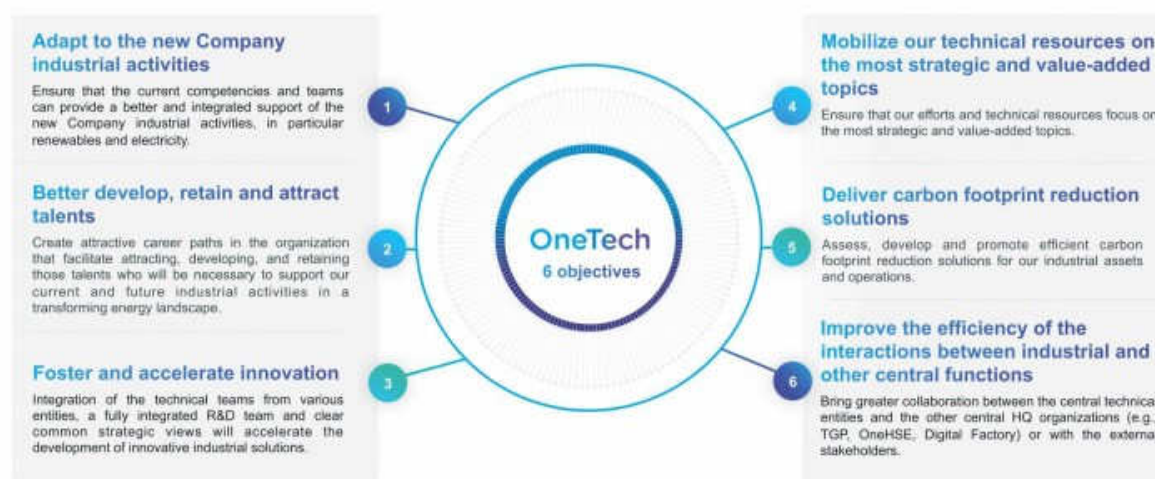 Adapt to the new Company
industrial activities
Ensure that the current competencies and teams
can provide a better and integrated support of the
new Company industrial activities, in particular
renewables and electricity.
1
Better develop, retain and attract
talents
Create attractive career paths in the organization
that facilitate attracting, developing, and retaining
those talents who will be necessary to support our
current and future industrial activities in a
transforming energy landscape.
2
Foster and accelerate innovation
Integration of the technical teams from various
entities, a fully integrated R&D team and clear
common strategic views will accelerate the
development of innovative industrial solutions.
3
OneTech
6 objectives
4
Mobilize our technical resources on
the most strategic and value-added
topics
Ensure that our efforts and technical resources focus on
the most strategic and value-added topics.
5
Deliver carbon footprint reduction
solutions
Assess, develop and promote efficient carbon
footprint reduction solutions for our industrial assets
and operations.
6
Improve the efficiency of the
interactions between industrial and
other central functions
Bring greater collaboration between the central technical
entities and the other central HQ organizations (e.g.,
TGP, OneHSE, Digital Factory) or with the external
stakeholders.